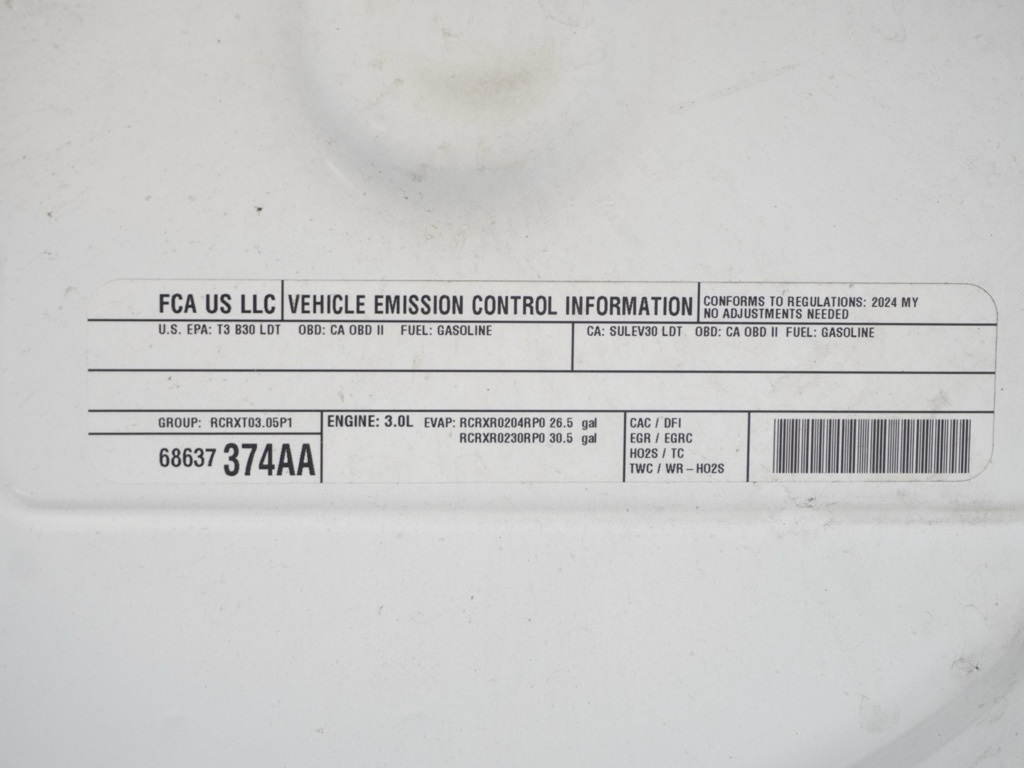 FCA US LLC VEHICLE EMISSION CONTROL INFORMATION
CONFORMS TO REGULATIONS: 2024 MY
NO ADJUSTMENTS NEEDED
U.S. EPA: T3 B30 LDT OBD: CA OBD II FUEL: GASOLINE
CA: SULEV30 LDT OBD: CA OBD II FUEL: GASOLINE
GROUP: RCRXT03.05P1
68637 374AA
ENGINE: 3.0L EVAP: RCRXR0204RP0 26.5 gal
RCRXR0230RP0 30.5 gal
CAC / DFI
EGR / EGRC
HO2S / TC
TWC / WR – HO2S